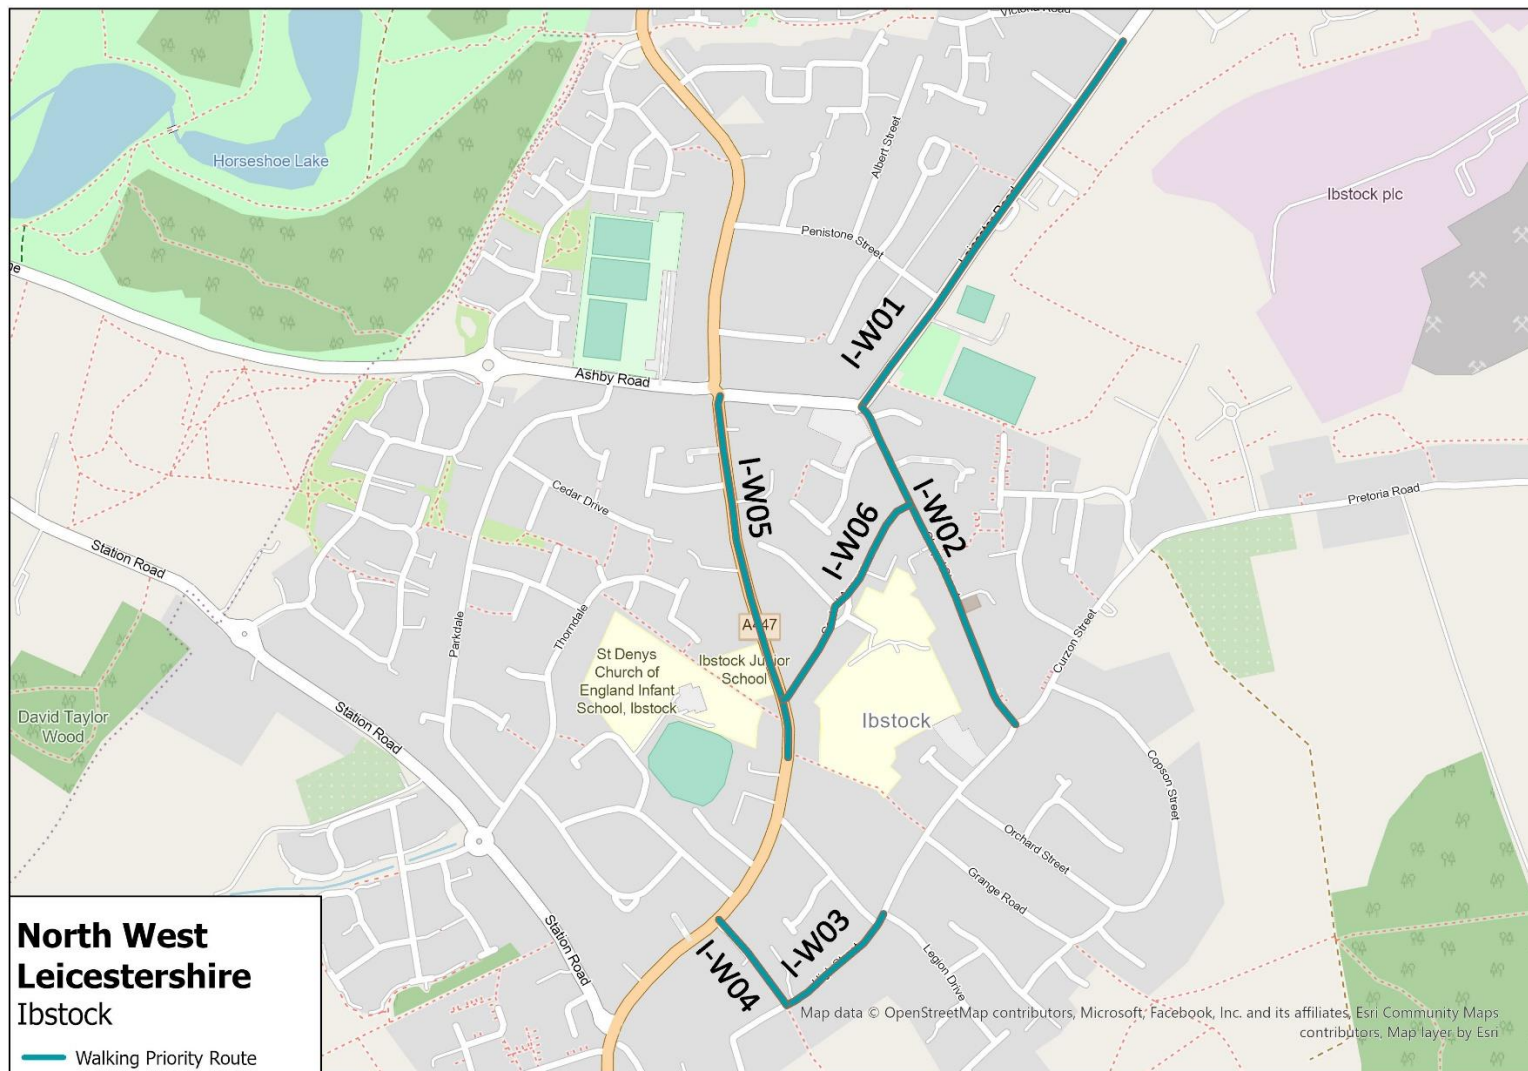 Victoria Road
Horseshoe Lake
Albert Street
Ibstock plc
Penistone Street
I-W01
Ashby Road
Cedar Drive
I-W05
I-W06
I-W02
Pretoria Road
Station Road
Parkdale
Thorndale
A447
Curzon Street
St Denys
Church of
England Infant
School, Ibstock
Ibstock Junior
School
Ibstock
David Taylor
Wood
Station Road
Copson Street
Orchard Street
Grange Road
Station Road
I-W04
I-W03
Legion Drive
North West
Leicestershire
Ibstock
Walking Priority Route
Map data © OpenStreetMap contributors, Microsoft, Facebook, Inc. and its affiliates, Esri Community Maps
contributors, Map layer by Esri